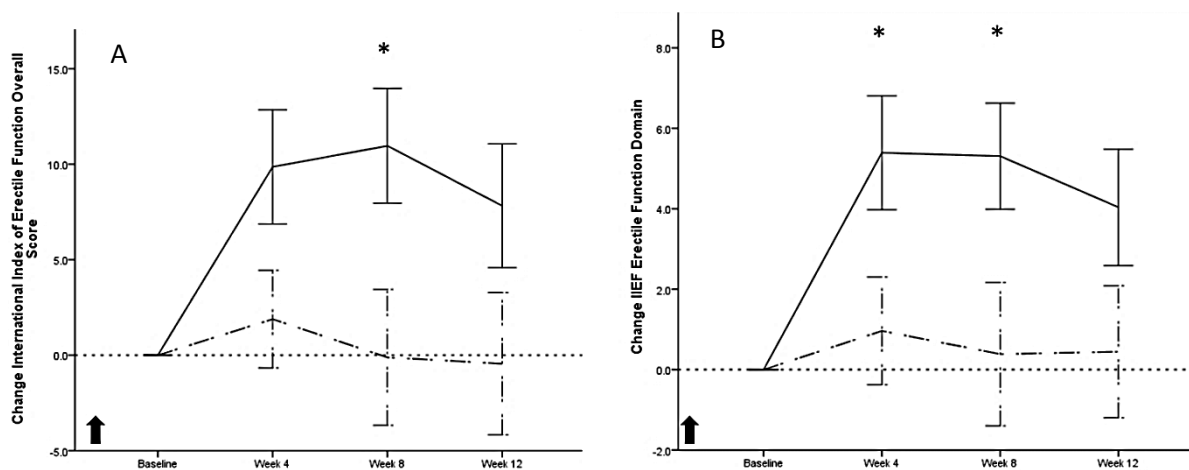 A
*
Change International Index of Erectile Function Overall
Score
15.0
10.0
5.0
0.0
-5.0
Baseline
Week 4
Week 8
Week 12
B
*
*
Change IIEF Erectile Function Domain
8.0
6.0
4.0
2.0
0.0
-2.0
Baseline
Week 4
Week 8
Week 12